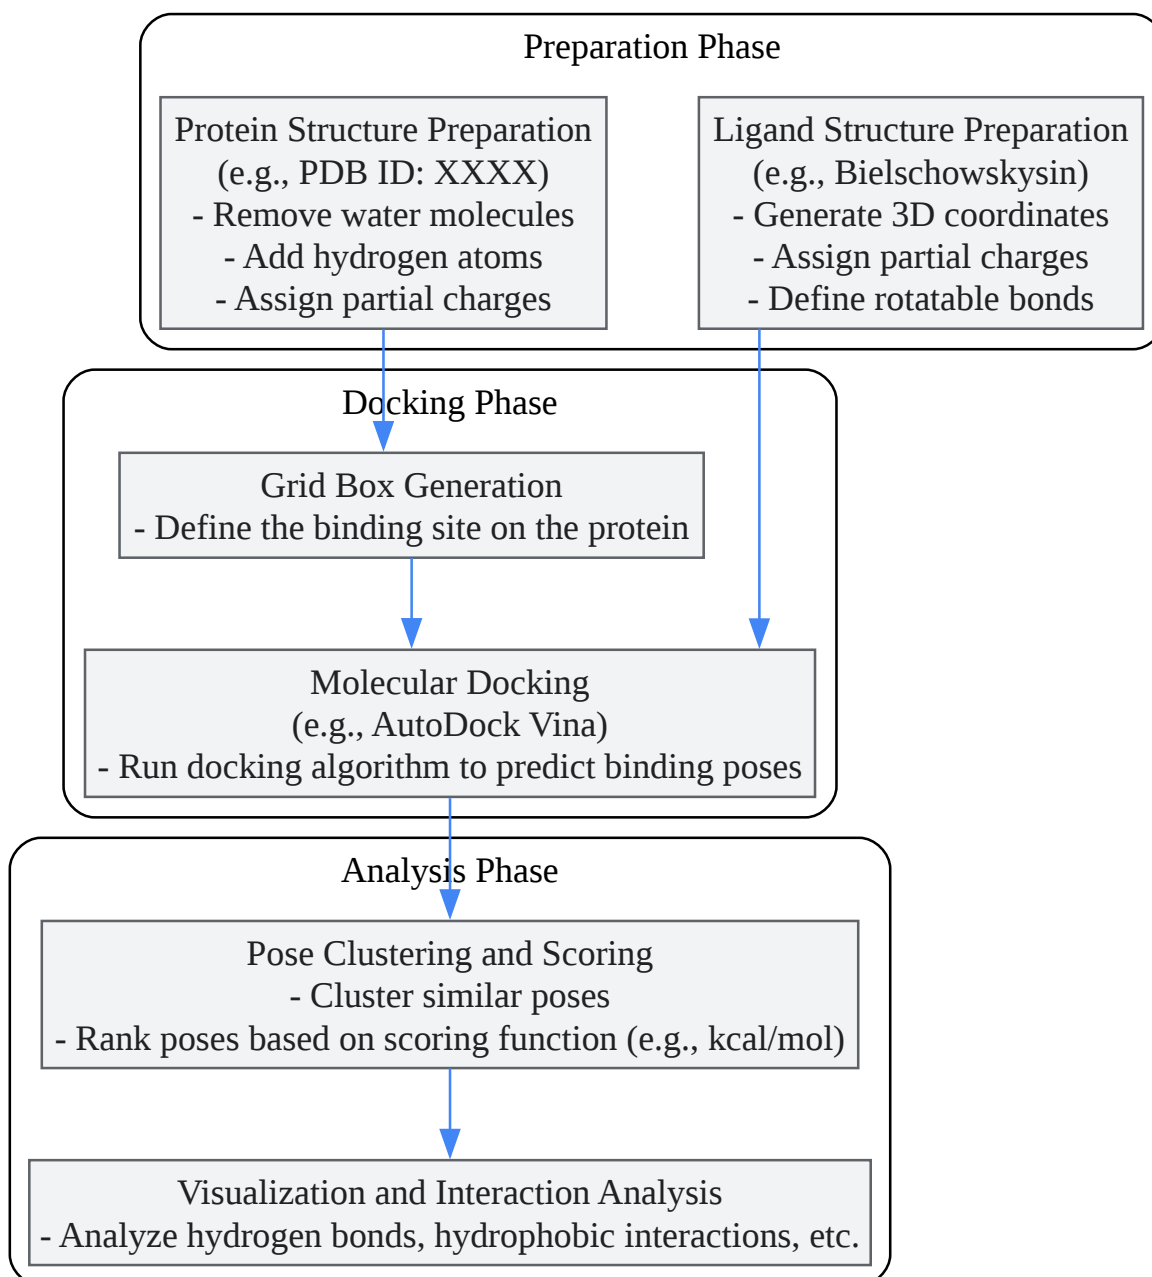 Preparation Phase
Protein Structure Preparation
(e.g., PDB ID: XXXX)
- Remove water molecules
- Add hydrogen atoms
- Assign partial charges
Ligand Structure Preparation
(e.g., Bielschowskysin)
- Generate 3D coordinates
- Assign partial charges
- Define rotatable bonds
Docking Phase
Grid Box Generation
- Define the binding site on the protein
Molecular Docking
(e.g., AutoDock Vina)
- Run docking algorithm to predict binding poses
Analysis Phase
Pose Clustering and Scoring
- Cluster similar poses
- Rank poses based on scoring function (e.g., kcal/mol)
Visualization and Interaction Analysis
- Analyze hydrogen bonds, hydrophobic interactions, etc.